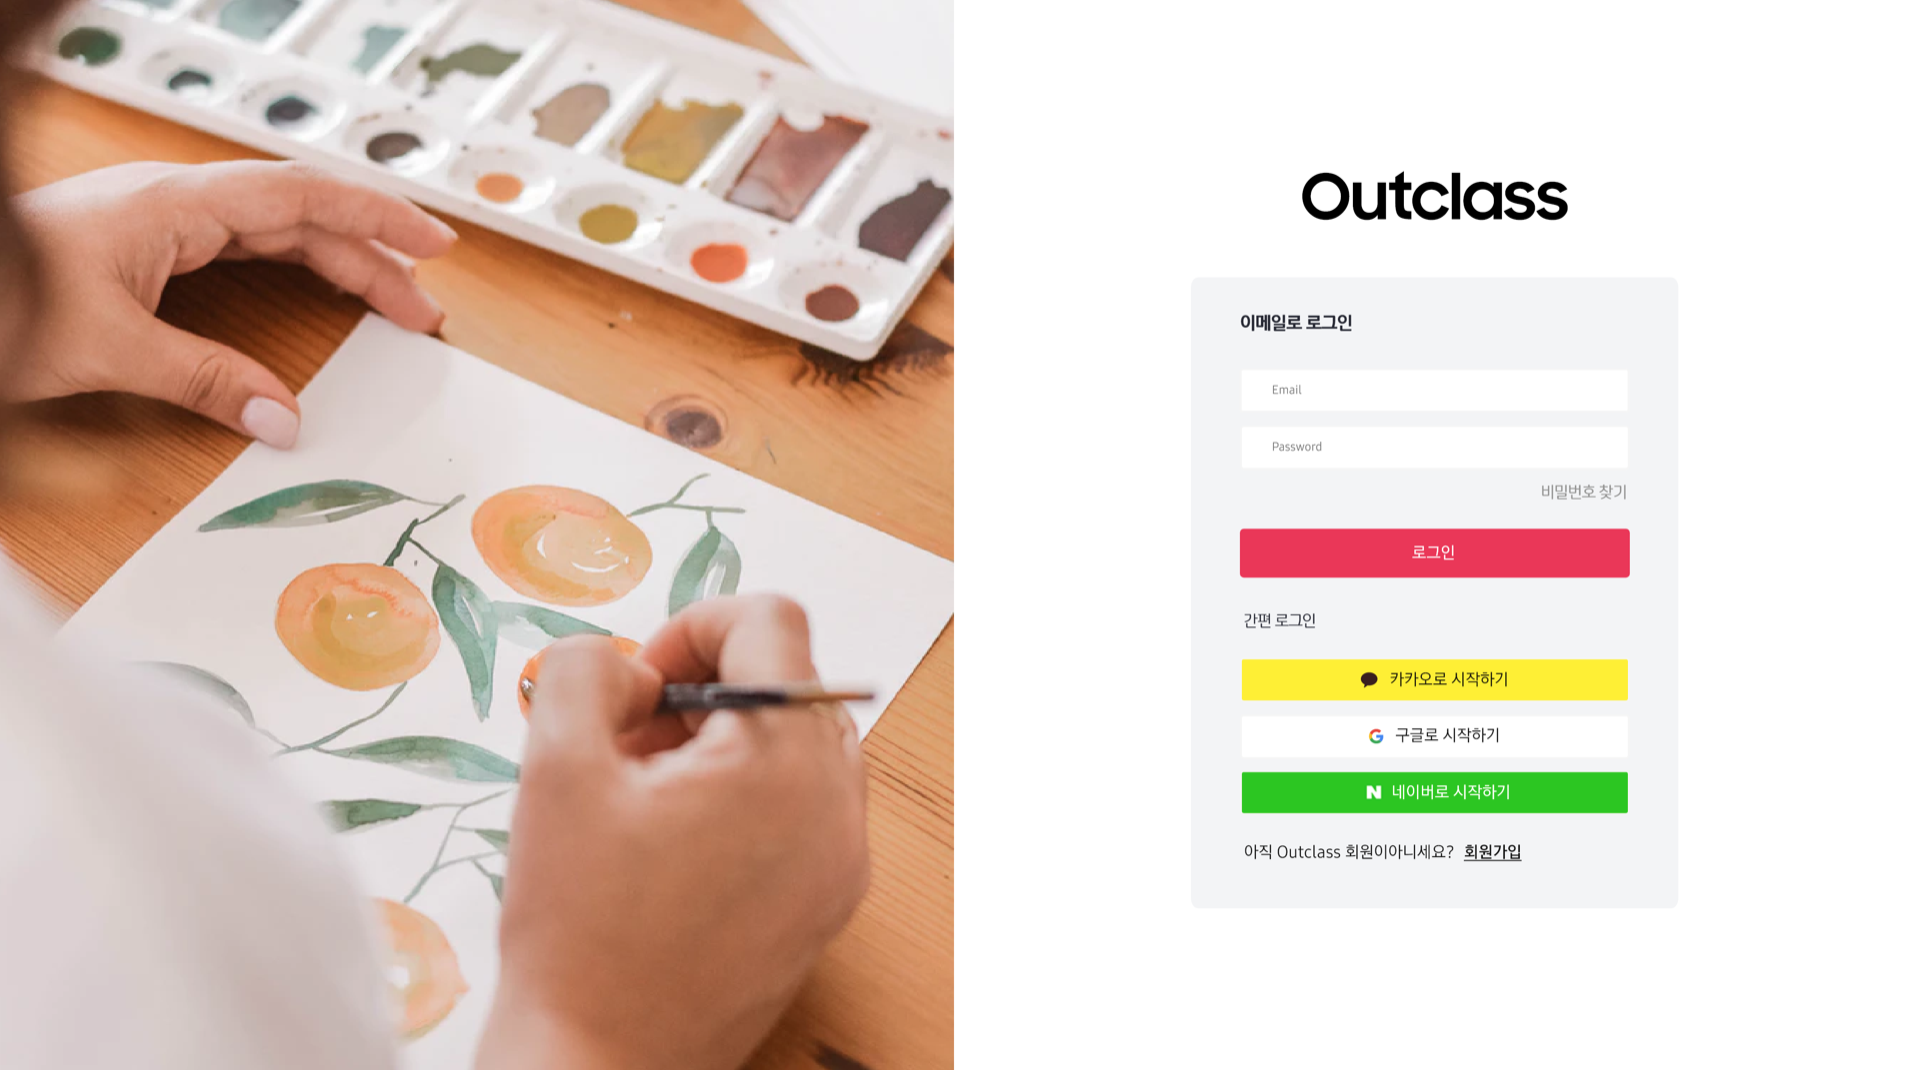 Outclass
이메일로 로그인
Email
Password
비밀번호 찾기
로그인
간편 로그인
카카오로 시작하기
구글로 시작하기
네이버로 시작하기
아직 Outclass 회원이아니세요? 회원가입